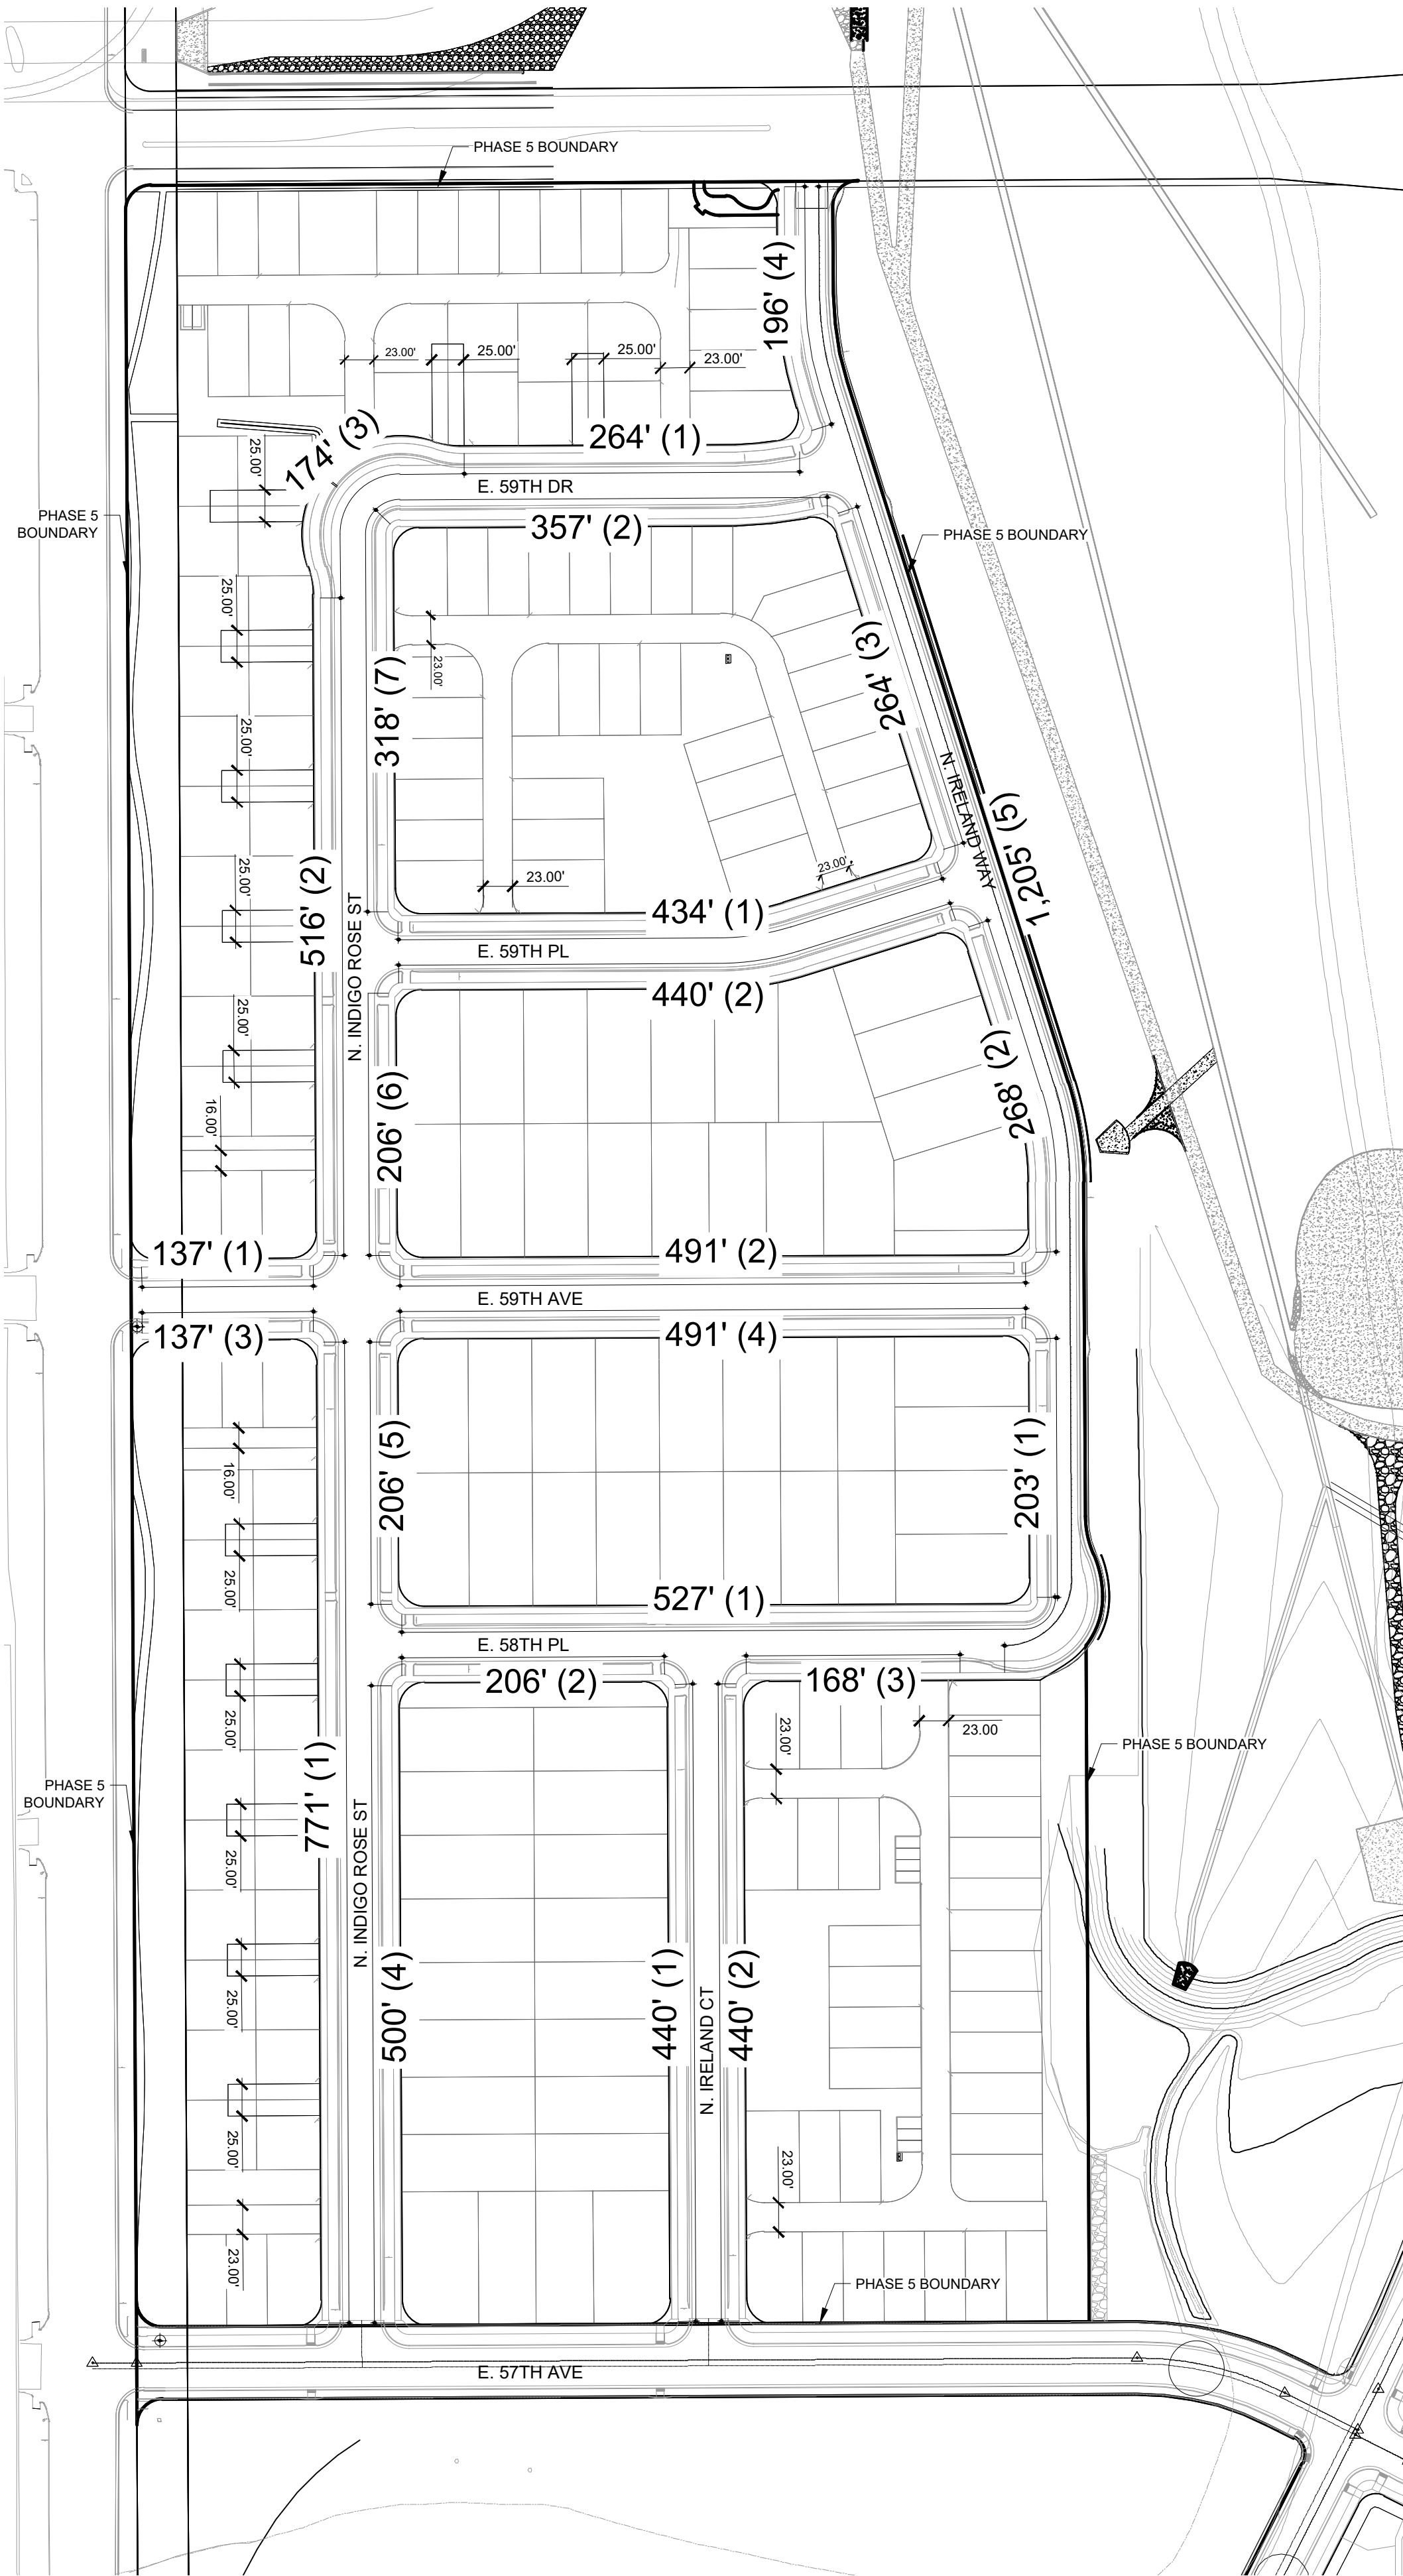 PHASE 5 BOUNDARY
196' (4)
23.00'
25.00'
25.00'
23.00'
174' (3)
264' (1)
25.00'
E. 59TH DR
PHASE 5
BOUNDARY
357' (2)
PHASE 5 BOUNDARY
25.00'
23.00'
318' (7)
264' (3)
25.00'
N. IRELAND WAY
1,205' (5)
25.00'
516' (2)
23.00'
23.00'
434' (1)
N. INDIGO ROSE ST
E. 59TH PL
440' (2)
25.00'
268' (2)
16.00'
206' (6)
137' (1)
491' (2)
E. 59TH AVE
137' (3)
491' (4)
16.00'
206' (5)
203' (1)
25.00'
527' (1)
E. 58TH PL
206' (2)
168' (3)
25.00'
23.00'
23.00
PHASE 5 BOUNDARY
PHASE 5
BOUNDARY
771' (1)
N. INDIGO ROSE ST
25.00'
25.00'
500' (4)
440' (1)
N. IRELAND CT
440' (2)
25.00'
23.00'
23.00'
PHASE 5 BOUNDARY
E. 57TH AVE